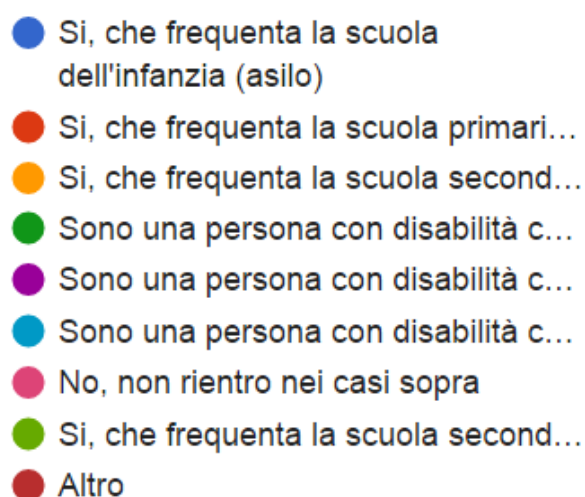 Si, che frequenta la scuola
dell'infanzia (asilo)
Si, che frequenta la scuola primari...
Si, che frequenta la scuola second...
Sono una persona con disabilità c...
Sono una persona con disabilità c...
Sono una persona con disabilità c...
No, non rientro nei casi sopra
Si, che frequenta la scuola second...
Altro